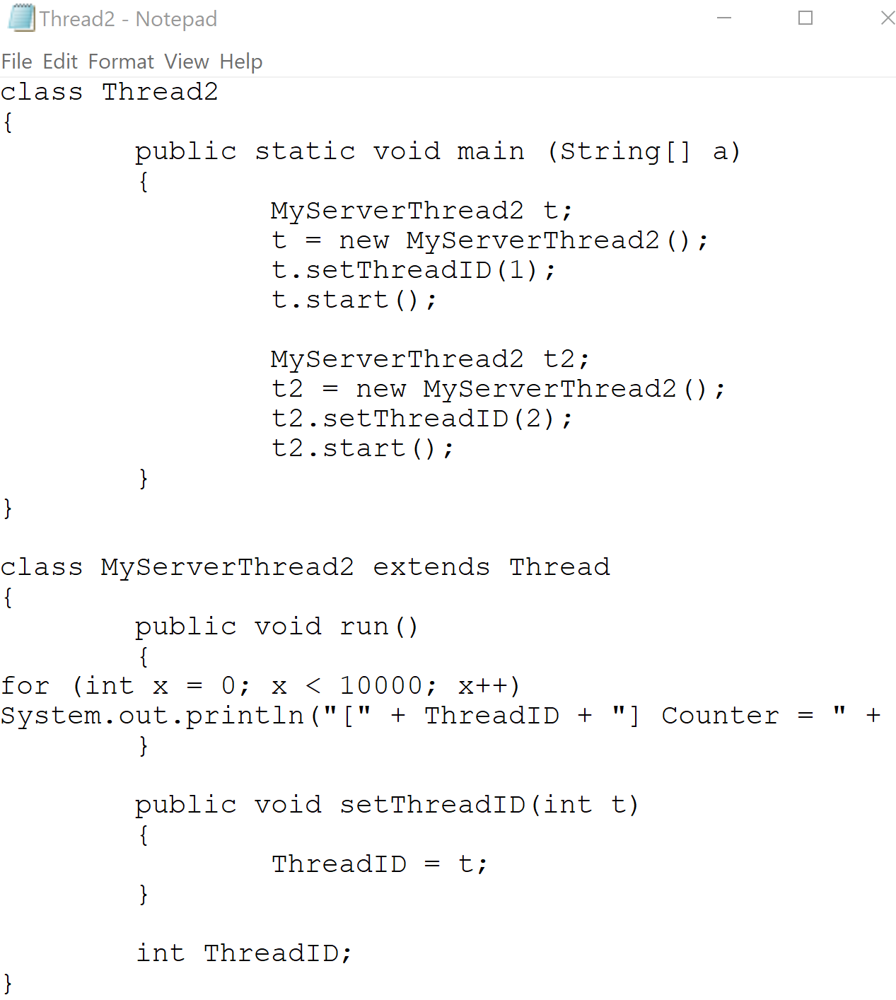 Thread2 - Notepad
File Edit Format View Help
class Thread2
{
        public static void main (String[] a)
        {
                MyServerThread2 t;
                t = new MyServerThread2();
                t.setThreadID(1);
                t.start();

                MyServerThread2 t2;
                t2 = new MyServerThread2();
                t2.setThreadID(2);
                t2.start();
        }
}

class MyServerThread2 extends Thread
{
        public void run()
        {
for (int x = 0; x < 10000; x++)
System.out.println("[" + ThreadID + "] Counter = " +
        }

        public void setThreadID(int t)
        {
                ThreadID = t;
        }

        int ThreadID;
}